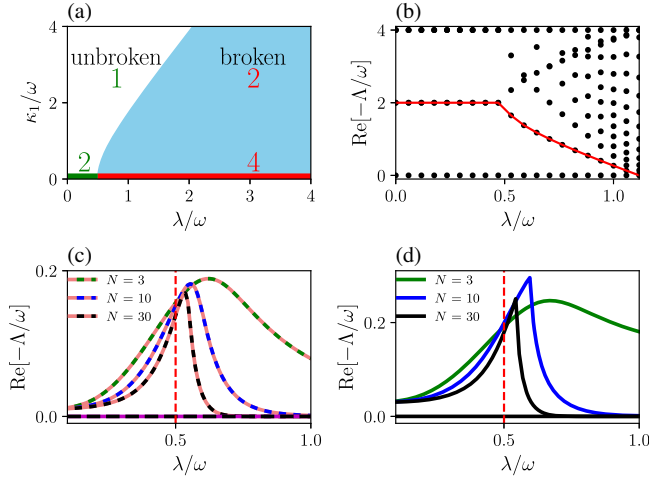 (a)
4
2
0
κ₁/ω
unbroken
1
broken
2
2
4
0 1 2 3 4
λ/ω
(b)
4
2
0
Re[−Λ/ω]
0.0 0.5 1.0
λ/ω
(c)
0.2
0.0
Re[−Λ/ω]
N = 3
N = 10
N = 30
0.5 1.0
λ/ω
(d)
0.2
0.0
Re[−Λ/ω]
N = 3
N = 10
N = 30
0.5 1.0
λ/ω